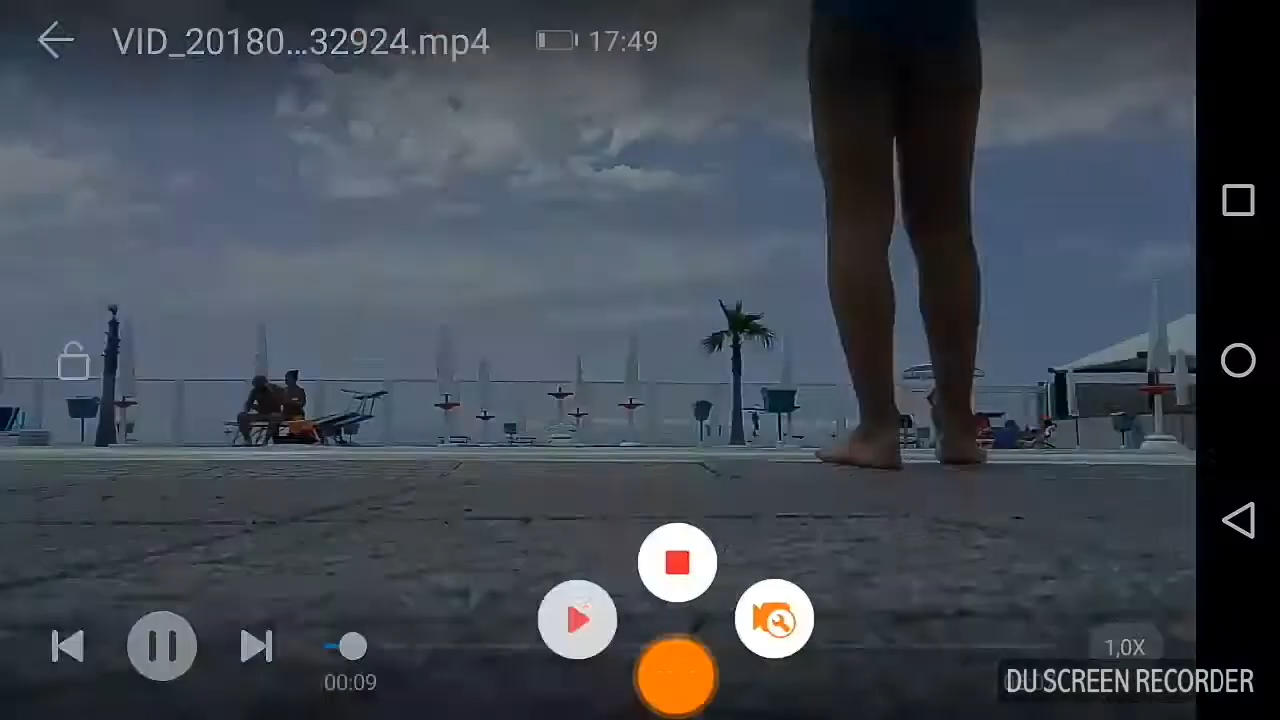 VID_20180...32924.mp4
17:49
00:09
1,0X
DU SCREEN RECORDER